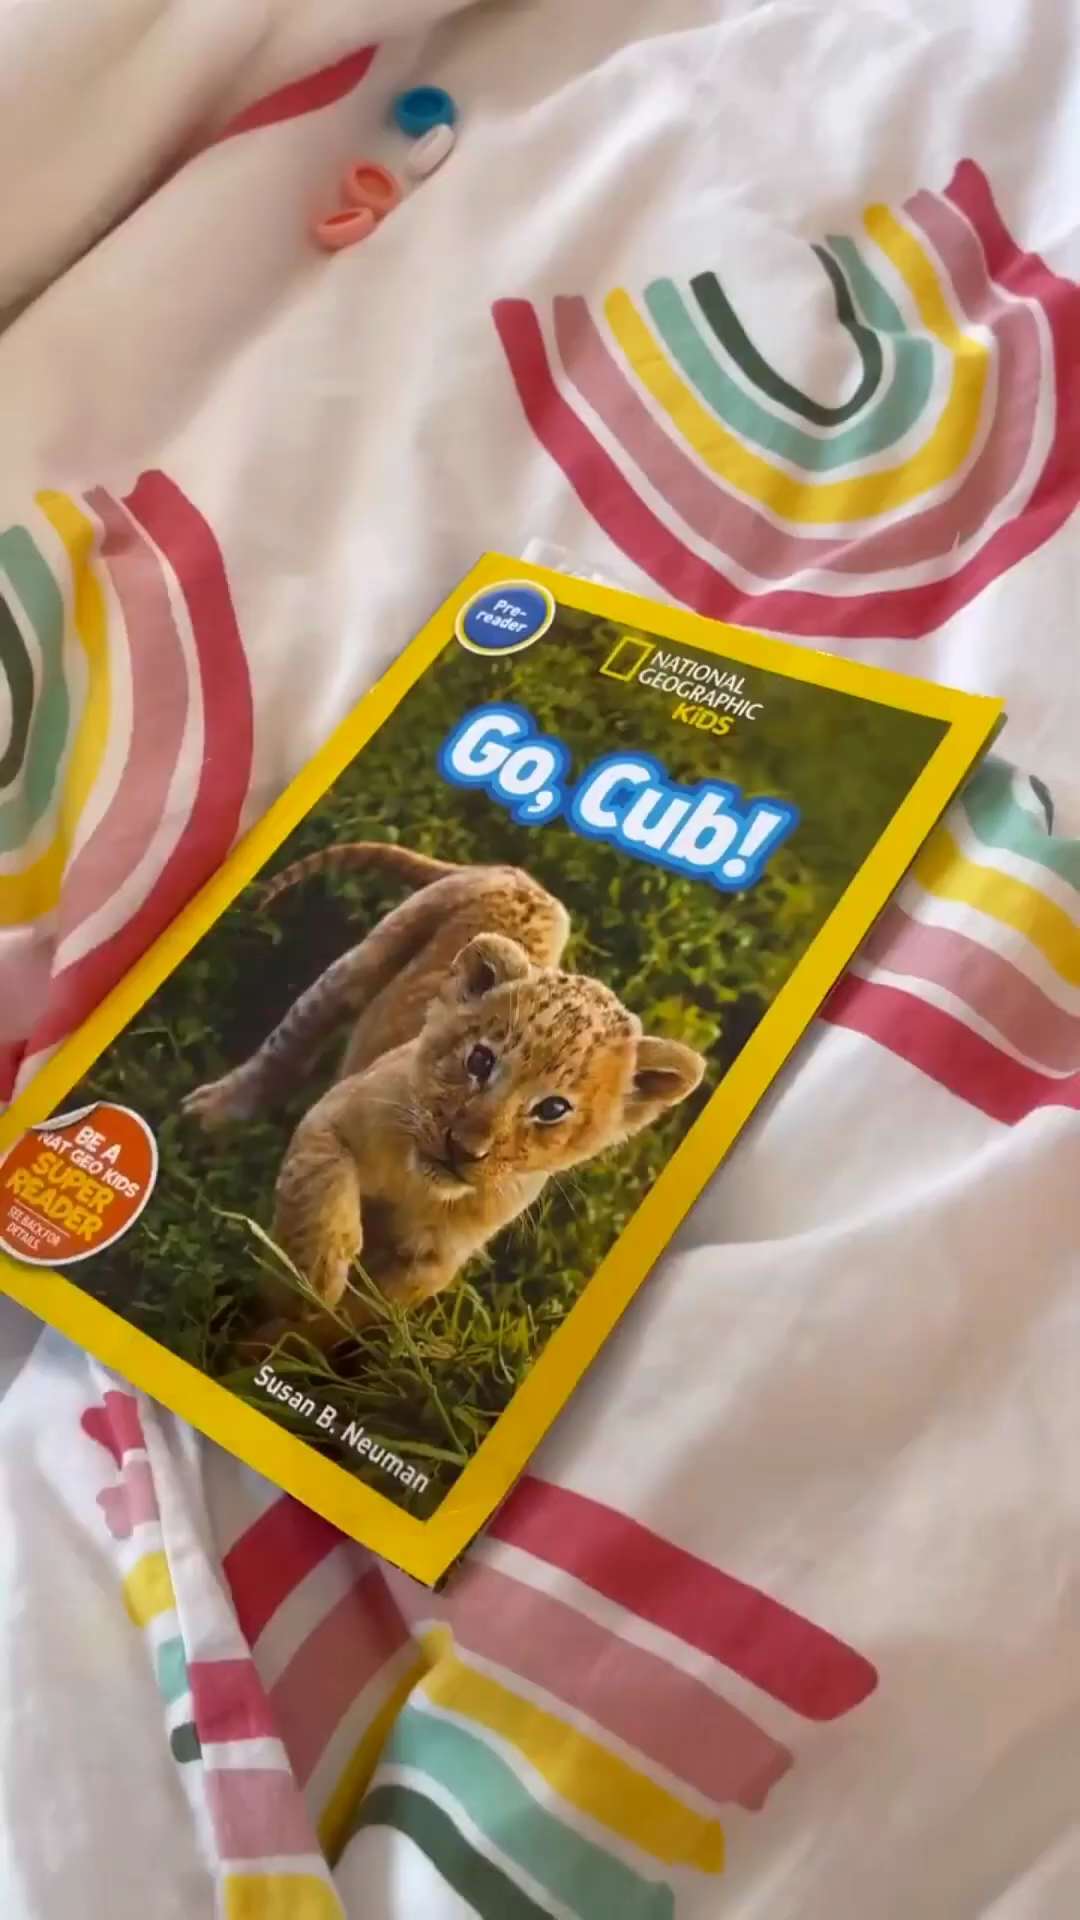 Pre-
reader
NATIONAL
GEOGRAPHIC
KiDS
Go, Cub!
BE A
NAT GEO KIDS
SUPER
READER
SEE BACK FOR
DETAILS.
Susan B. Neuman